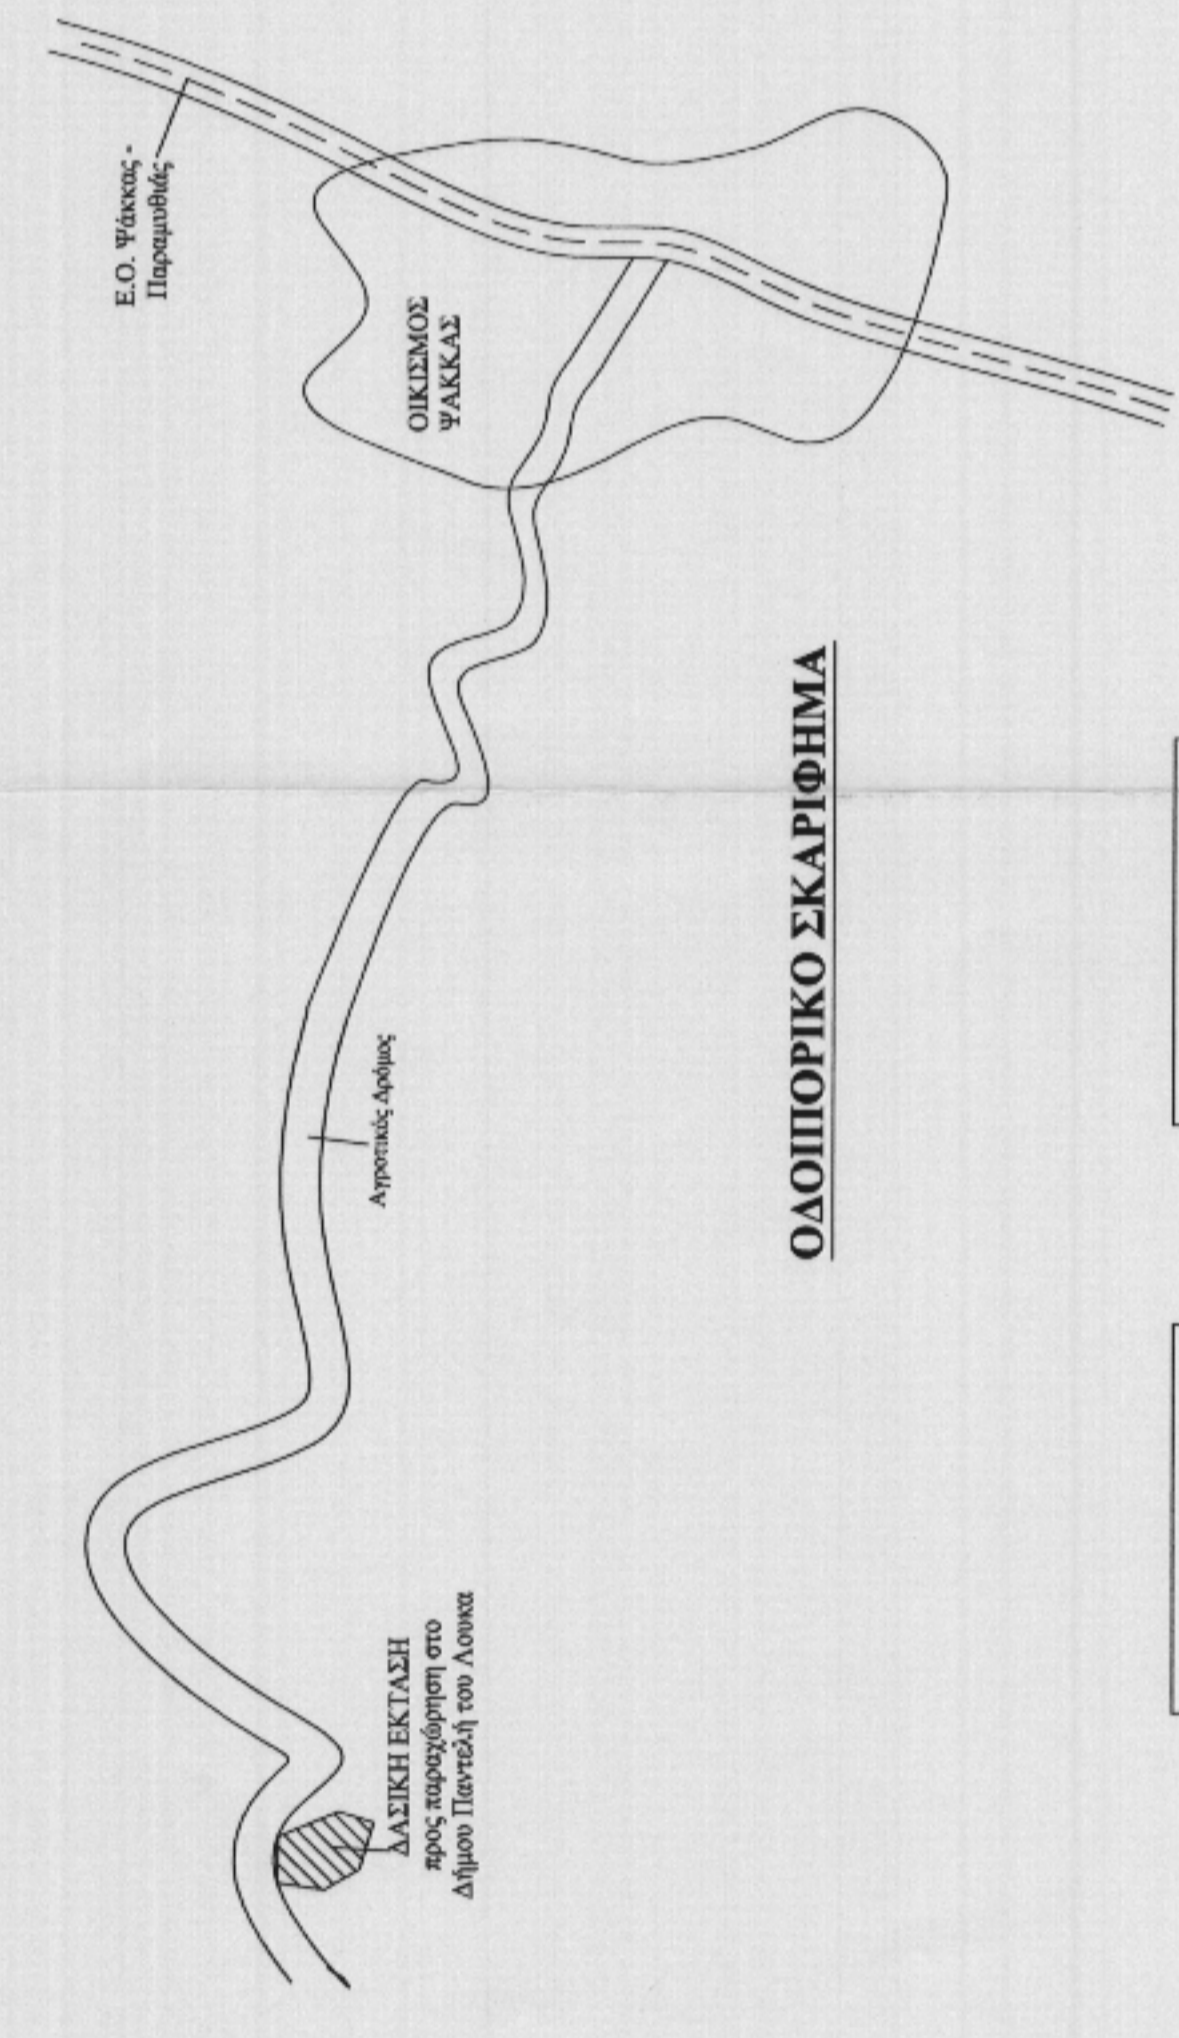 Ε.Ο. Ψάκκας -
Παραμυθιάς
ΟΙΚΙΣΜΟΣ
ΨΑΚΚΑΣ
Αγροτικός Δρόμος
ΔΑΣΙΚΗ ΕΚΤΑΣΗ
προς παραχώρηση στο
Δήμου Παντελή του Λουκα
ΟΔΟΙΠΟΡΙΚΟ ΣΚΑΡΙΦΗΜΑ